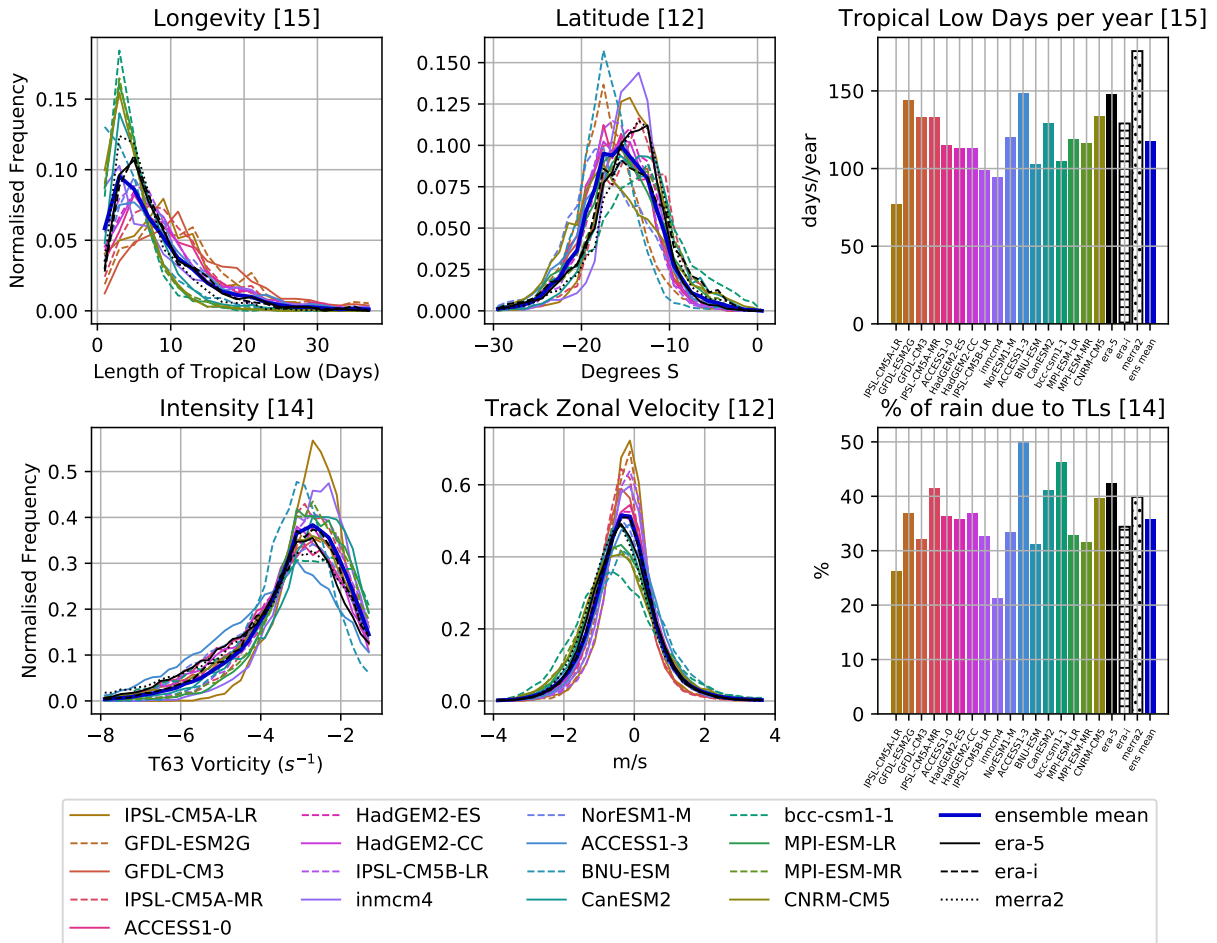 Longevity [15]
Latitude [12]
Tropical Low Days per year [15]
Normalised Frequency
0.15
0.10
0.05
0.00
0 10 20 30
Length of Tropical Low (Days)
0.150
0.125
0.100
0.075
0.050
0.025
0.000
−30 −20 −10 0
Degrees S
days/year
150
100
50
0
IPSL-CM5A-LR
GFDL-ESM2G
GFDL-CM3
IPSL-CM5A-MR
ACCESS1-0
HadGEM2-ES
HadGEM2-CC
IPSL-CM5B-LR
inmcm4
NorESM1-M
ACCESS1-3
BNU-ESM
CanESM2
bcc-csm1-1
MPI-ESM-LR
MPI-ESM-MR
CNRM-CM5
era-5
era-i
merra2
ens mean
Intensity [14]
Track Zonal Velocity [12]
% of rain due to TLs [14]
Normalised Frequency
0.5
0.4
0.3
0.2
0.1
0.0
−8 −6 −4 −2
T63 Vorticity (s⁻¹)
0.6
0.4
0.2
0.0
−4 −2 0 2 4
m/s
%
50
40
30
20
10
0
IPSL-CM5A-LR
GFDL-ESM2G
GFDL-CM3
IPSL-CM5A-MR
ACCESS1-0
HadGEM2-ES
HadGEM2-CC
IPSL-CM5B-LR
inmcm4
NorESM1-M
ACCESS1-3
BNU-ESM
CanESM2
bcc-csm1-1
MPI-ESM-LR
MPI-ESM-MR
CNRM-CM5
era-5
era-i
merra2
ens mean
IPSL-CM5A-LR
GFDL-ESM2G
GFDL-CM3
IPSL-CM5A-MR
ACCESS1-0
HadGEM2-ES
HadGEM2-CC
IPSL-CM5B-LR
inmcm4
NorESM1-M
ACCESS1-3
BNU-ESM
CanESM2
bcc-csm1-1
MPI-ESM-LR
MPI-ESM-MR
CNRM-CM5
ensemble mean
era-5
era-i
merra2